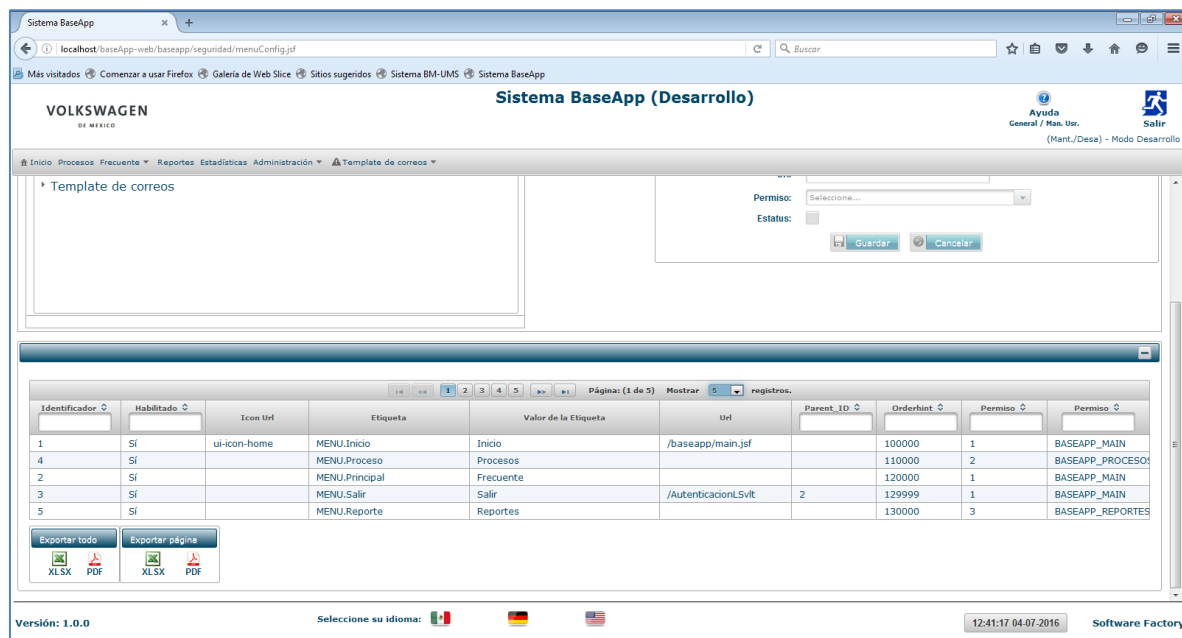 Sistema BaseApp
localhost/baseApp-web/baseapp/seguridad/menuConfig.jsf
Buscar
Más visitados Comenzar a usar Firefox Galería de Web Slice Sitios sugeridos Sistema BM-UMS Sistema BaseApp
VOLKSWAGEN
DE MEXICO
Sistema BaseApp (Desarrollo)
Ayuda
General / Man. Usr.
Salir
(Mant./Desa) - Modo Desarrollo
Inicio Procesos Frecuente Reportes Estadísticas Administración Template de correos
Template de correos
Permiso: Seleccione...
Estatus:
Guardar Cancelar
1 2 3 4 5 Página: (1 de 5) Mostrar 5 registros.
Identificador Habilitado Icon Url Etiqueta Valor de la Etiqueta Url Parent_ID Orderhint Permiso Permiso
1 Sí ui-icon-home MENU.Inicio Inicio /baseapp/main.jsf 100000 1 BASEAPP_MAIN
4 Sí MENU.Proceso Procesos 110000 2 BASEAPP_PROCESOS
2 Sí MENU.Principal Frecuente 120000 1 BASEAPP_MAIN
3 Sí MENU.Salir Salir /AutenticacionLSvlt 2 129999 1 BASEAPP_MAIN
5 Sí MENU.Reporte Reportes 130000 3 BASEAPP_REPORTES
Exportar todo Exportar página
XLSX PDF XLSX PDF
Versión: 1.0.0
Seleccione su idioma:
12:41:17 04-07-2016
Software Factory